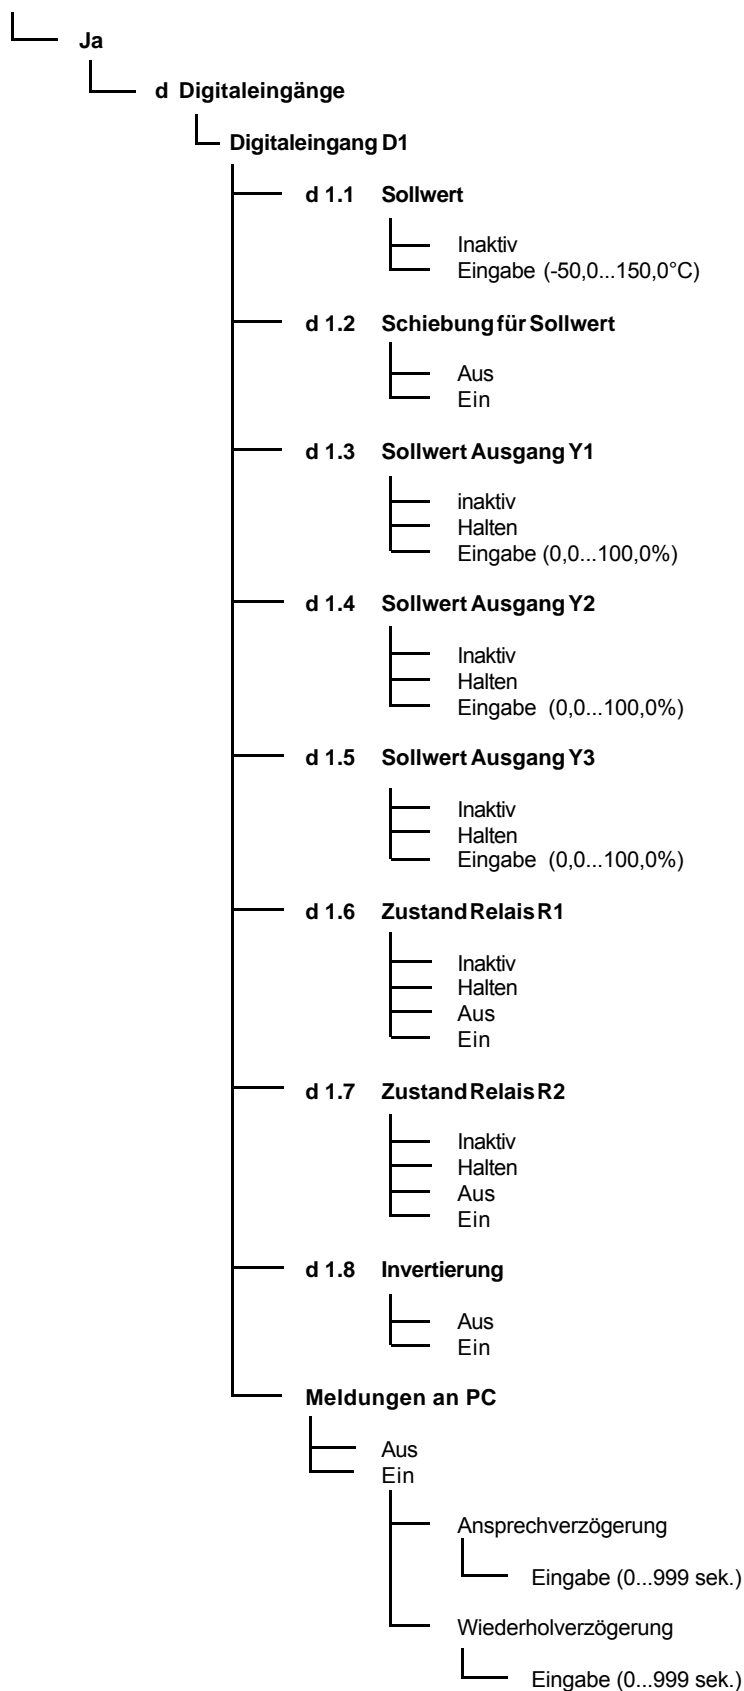 Ja
d Digitaleingänge
Digitaleingang D1
d 1.1 Sollwert
Inaktiv
Eingabe (-50,0...150,0°C)
d 1.2 Schiebung für Sollwert
Aus
Ein
d 1.3 Sollwert Ausgang Y1
inaktiv
Halten
Eingabe (0,0...100,0%)
d 1.4 Sollwert Ausgang Y2
Inaktiv
Halten
Eingabe (0,0...100,0%)
d 1.5 Sollwert Ausgang Y3
Inaktiv
Halten
Eingabe (0,0...100,0%)
d 1.6 Zustand Relais R1
Inaktiv
Halten
Aus
Ein
d 1.7 Zustand Relais R2
Inaktiv
Halten
Aus
Ein
d 1.8 Invertierung
Aus
Ein
Meldungen an PC
Aus
Ein
Ansprechverzögerung
Eingabe (0...999 sek.)
Wiederholverzögerung
Eingabe (0...999 sek.)